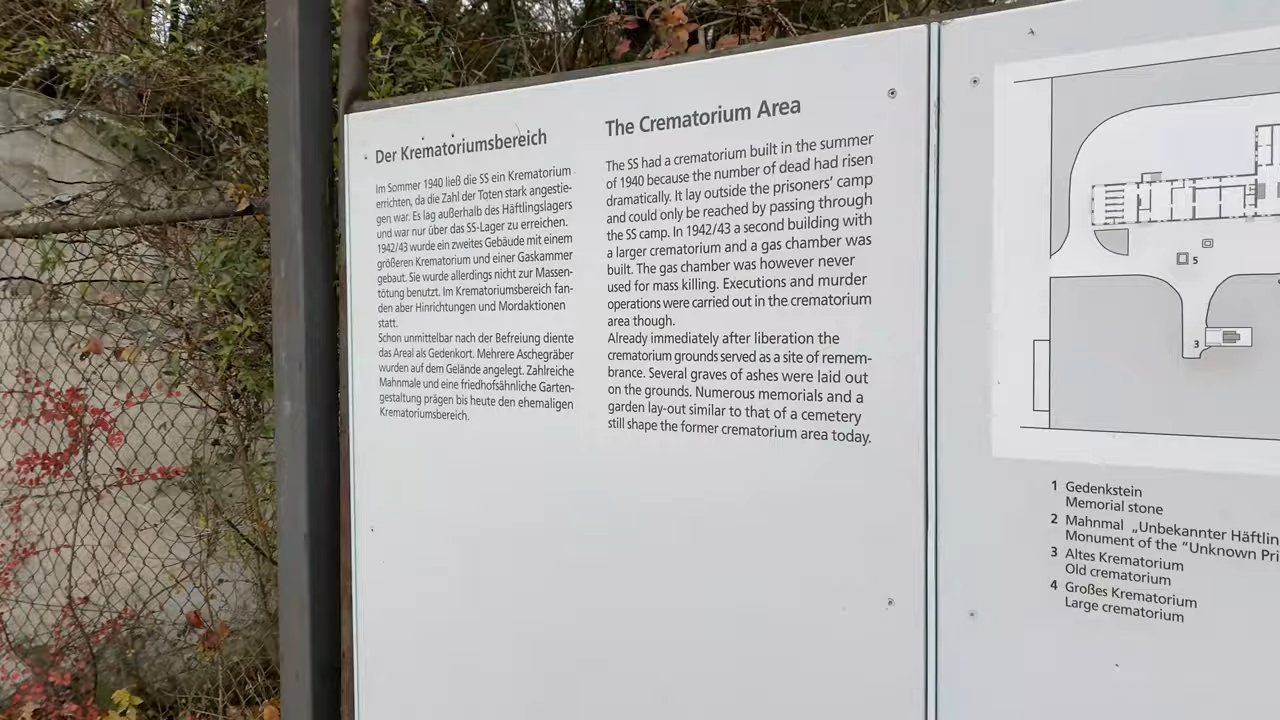 Der Krematoriumsbereich
Im Sommer 1940 ließ die SS ein Krematorium
errichten, da die Zahl der Toten stark angestie-
gen war. Es lag außerhalb des Häftlingslagers
und war nur über das SS-Lager zu erreichen.
1942/43 wurde ein zweites Gebäude mit einem
größeren Krematorium und einer Gaskammer
gebaut. Sie wurde allerdings nicht zur Massen-
tötung benutzt. Im Krematoriumsbereich fan-
den aber Hinrichtungen und Mordaktionen
statt.
Schon unmittelbar nach der Befreiung diente
das Areal als Gedenkort. Mehrere Aschegräber
wurden auf dem Gelände angelegt. Zahlreiche
Mahnmale und eine friedhofsähnliche Garten-
gestaltung prägen bis heute den ehemaligen
Krematoriumsbereich.
The Crematorium Area
The SS had a crematorium built in the summer
of 1940 because the number of dead had risen
dramatically. It lay outside the prisoners' camp
and could only be reached by passing through
the SS camp. In 1942/43 a second building with
a larger crematorium and a gas chamber was
built. The gas chamber was however never
used for mass killing. Executions and murder
operations were carried out in the crematorium
area though.
Already immediately after liberation the
crematorium grounds served as a site of remem-
brance. Several graves of ashes were laid out
on the grounds. Numerous memorials and a
garden lay-out similar to that of a cemetery
still shape the former crematorium area today.
5
3
1 Gedenkstein
Memorial stone
2 Mahnmal „Unbekannter Häftlin
Monument of the "Unknown Pri
3 Altes Krematorium
Old crematorium
4 Großes Krematorium
Large crematorium